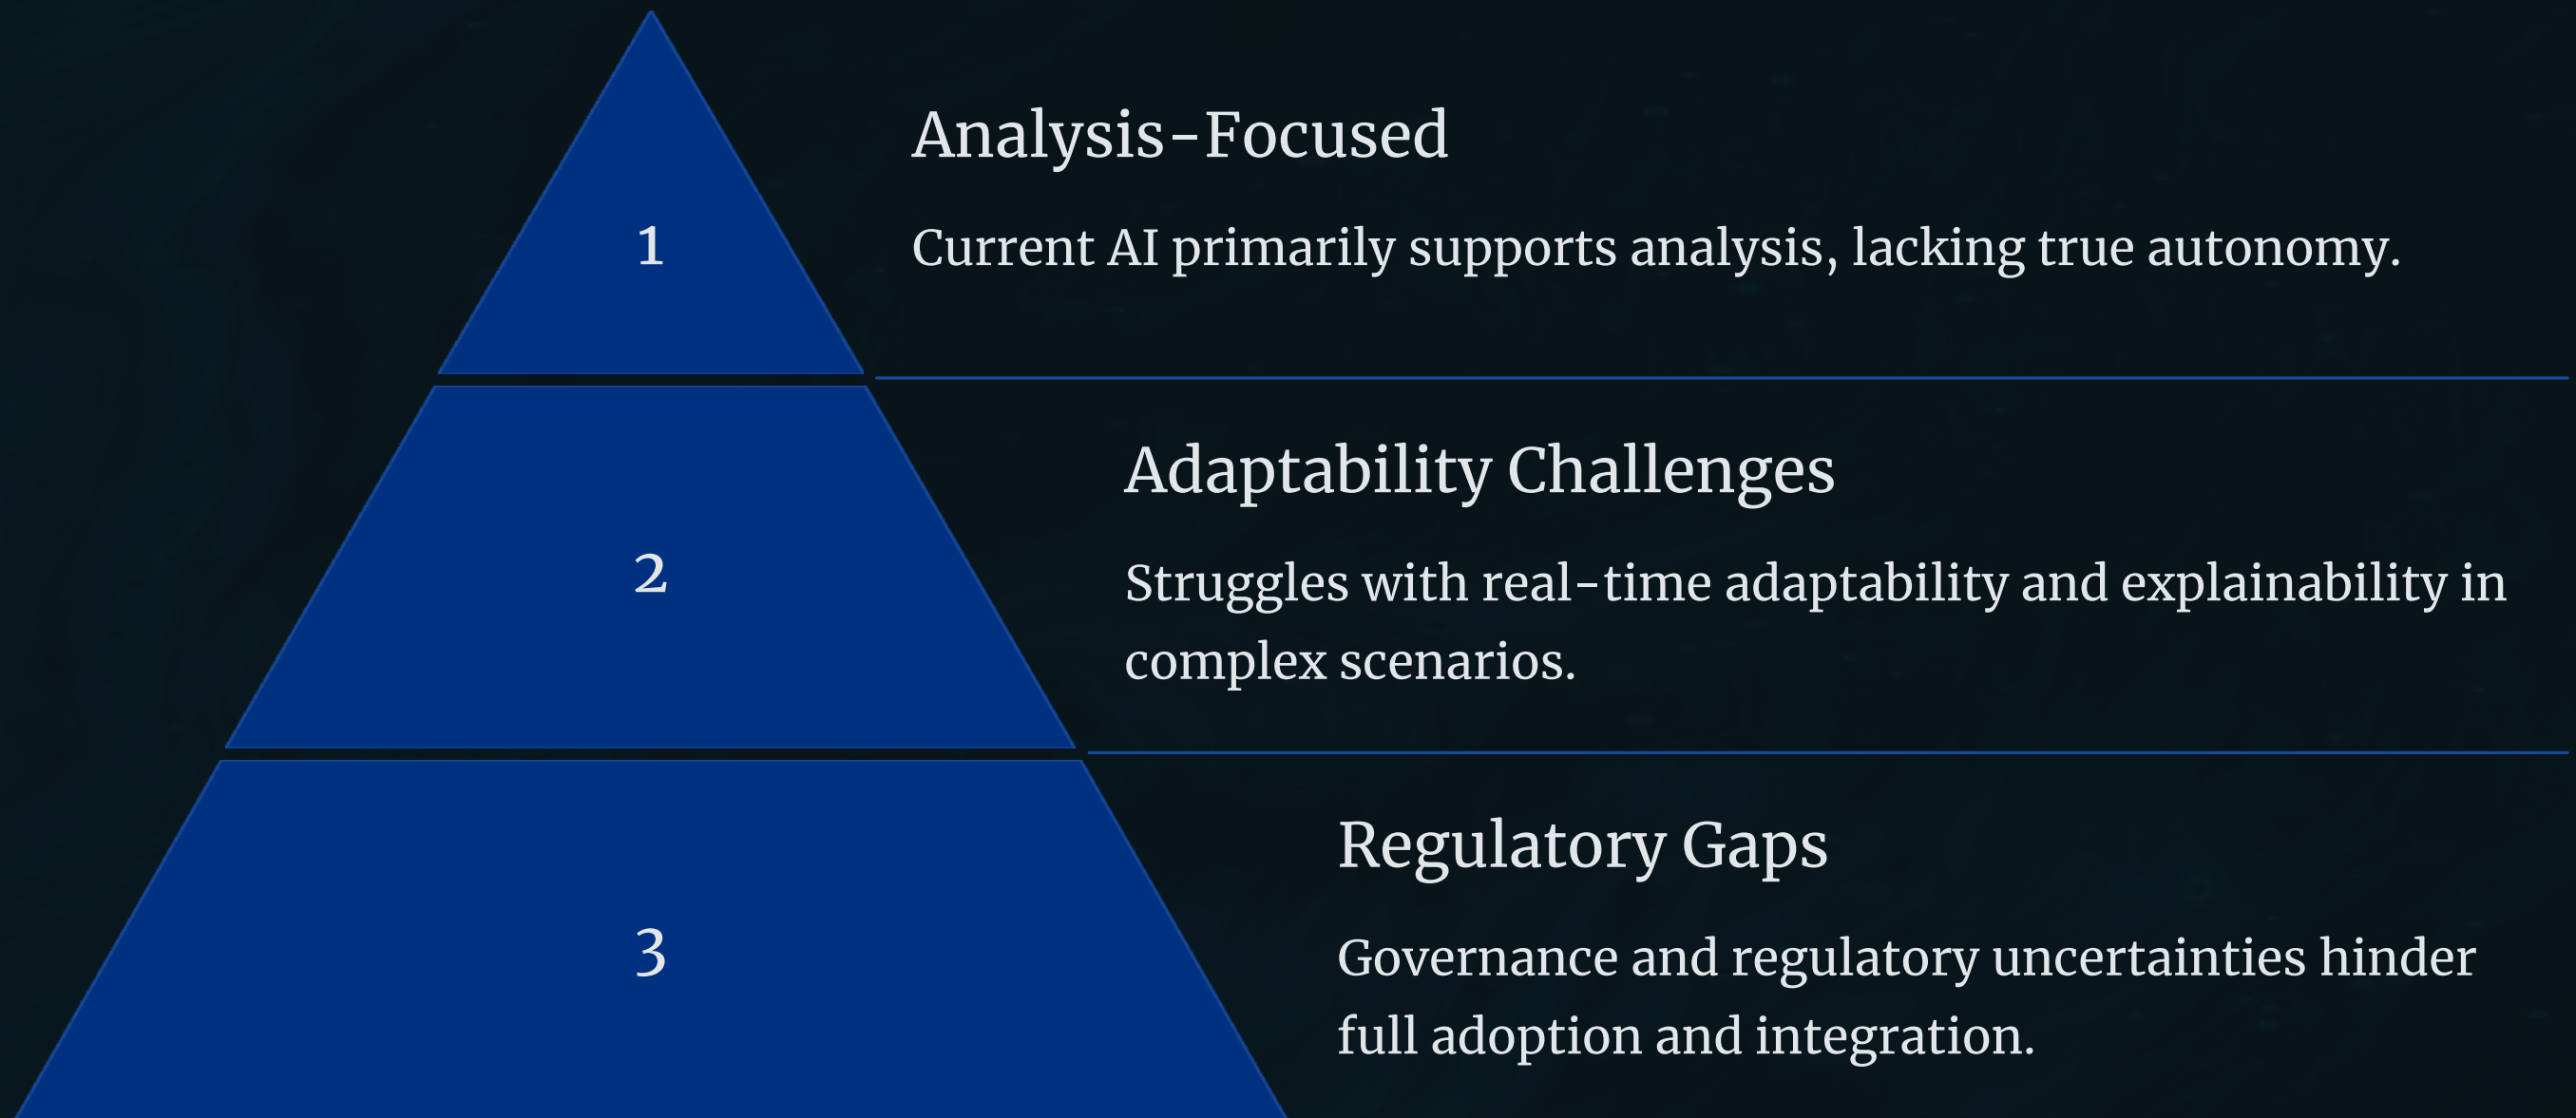 1
Analysis-Focused
Current AI primarily supports analysis, lacking true autonomy.
2
Adaptability Challenges
Struggles with real-time adaptability and explainability in
complex scenarios.
3
Regulatory Gaps
Governance and regulatory uncertainties hinder
full adoption and integration.